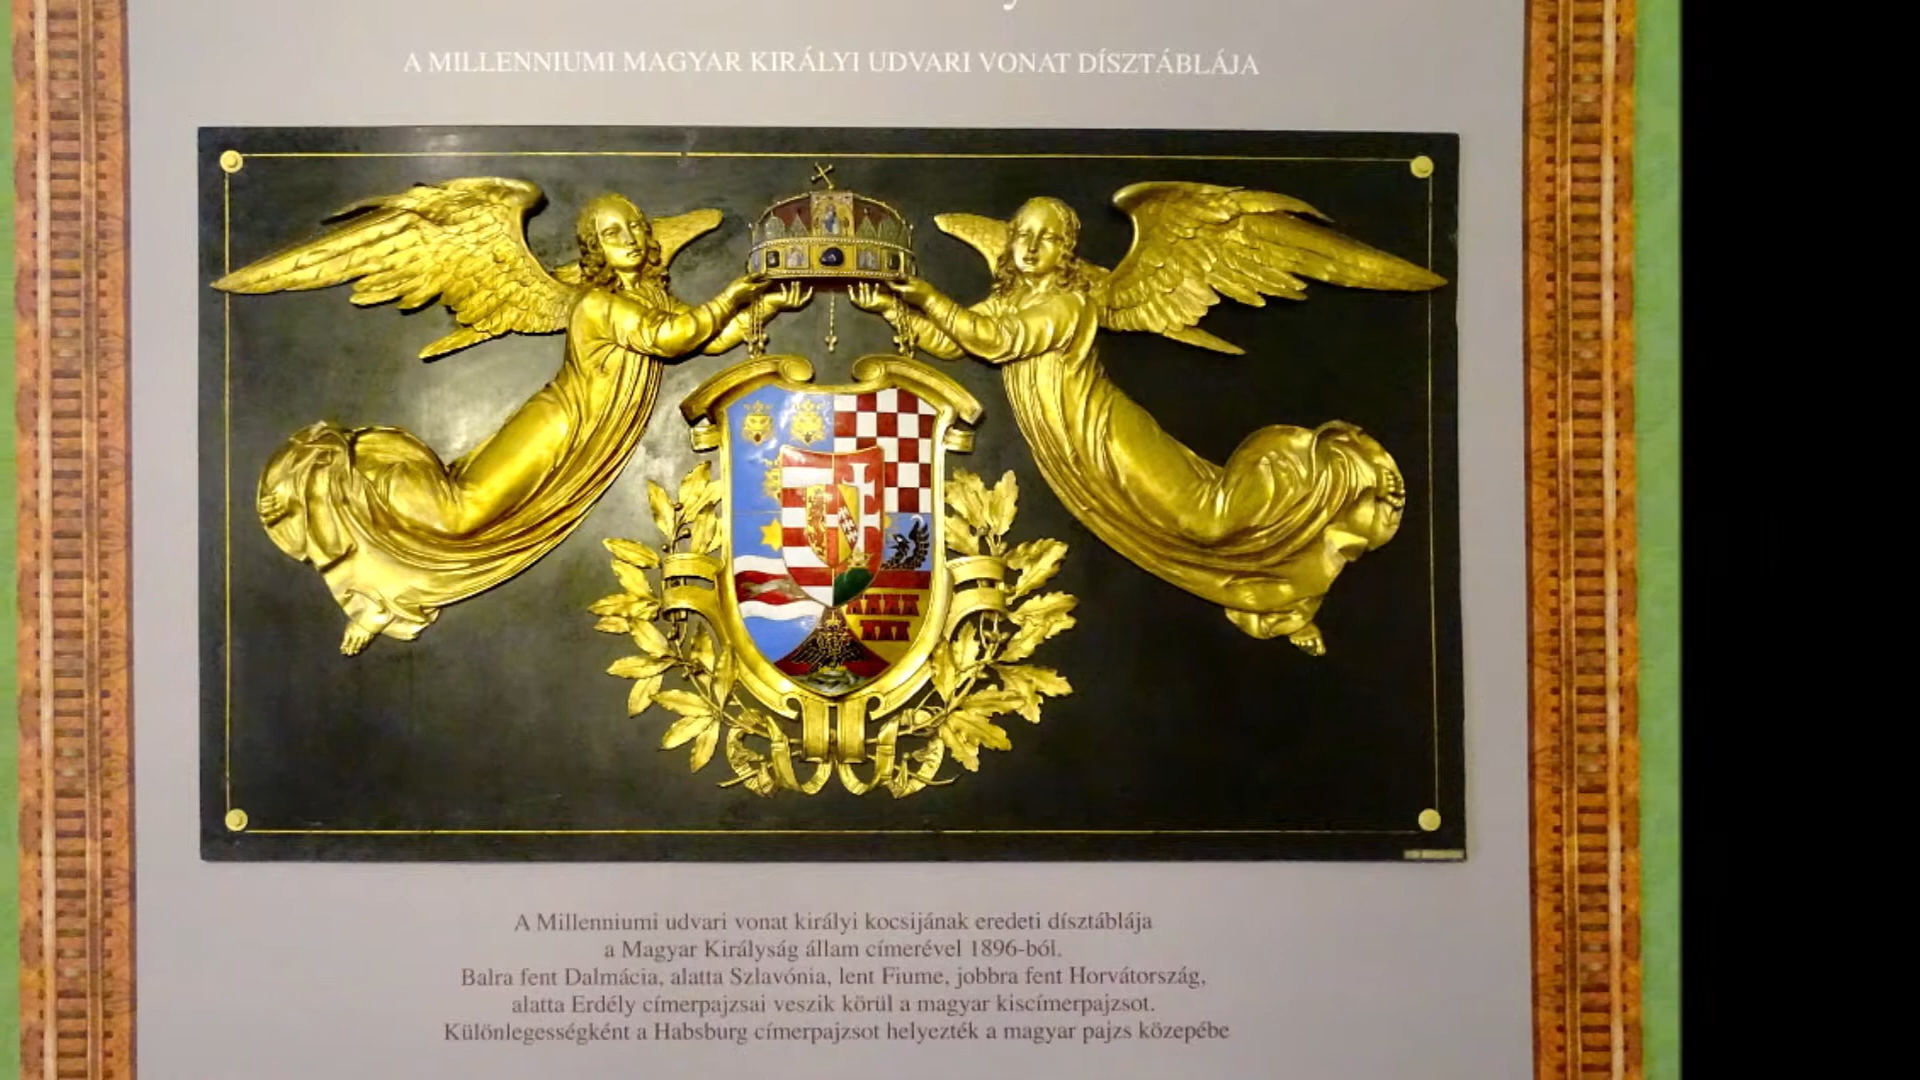 A MILLENNIUMI MAGYAR KIRÁLYI UDVARI VONAT DÍSZTÁBLÁJA
A Millenniumi udvari vonat királyi kocsijának eredeti dísztáblája
a Magyar Királyság állam címerével 1896-ból.
Balra fent Dalmácia, alatta Szlavónia, lent Fiume, jobbra fent Horvátország,
alatta Erdély címerpajzsai veszik körül a magyar kiscímerpajzsot.
Különlegességként a Habsburg címerpajzsot helyezték a magyar pajzs közepébe